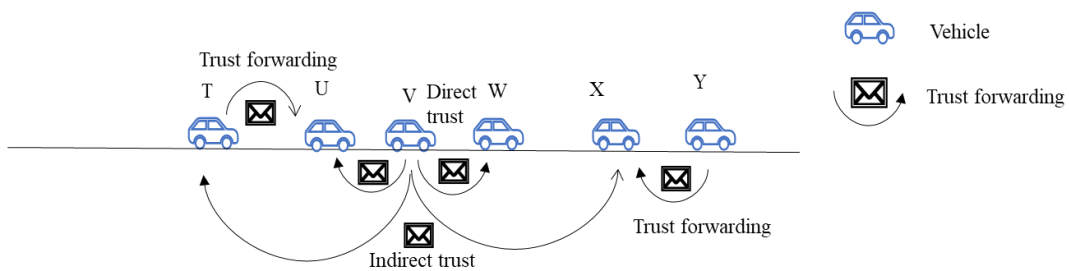 Vehicle
Trust forwarding
T
U
V
Direct
trust
W
X
Y
Trust forwarding
Trust forwarding
Indirect trust